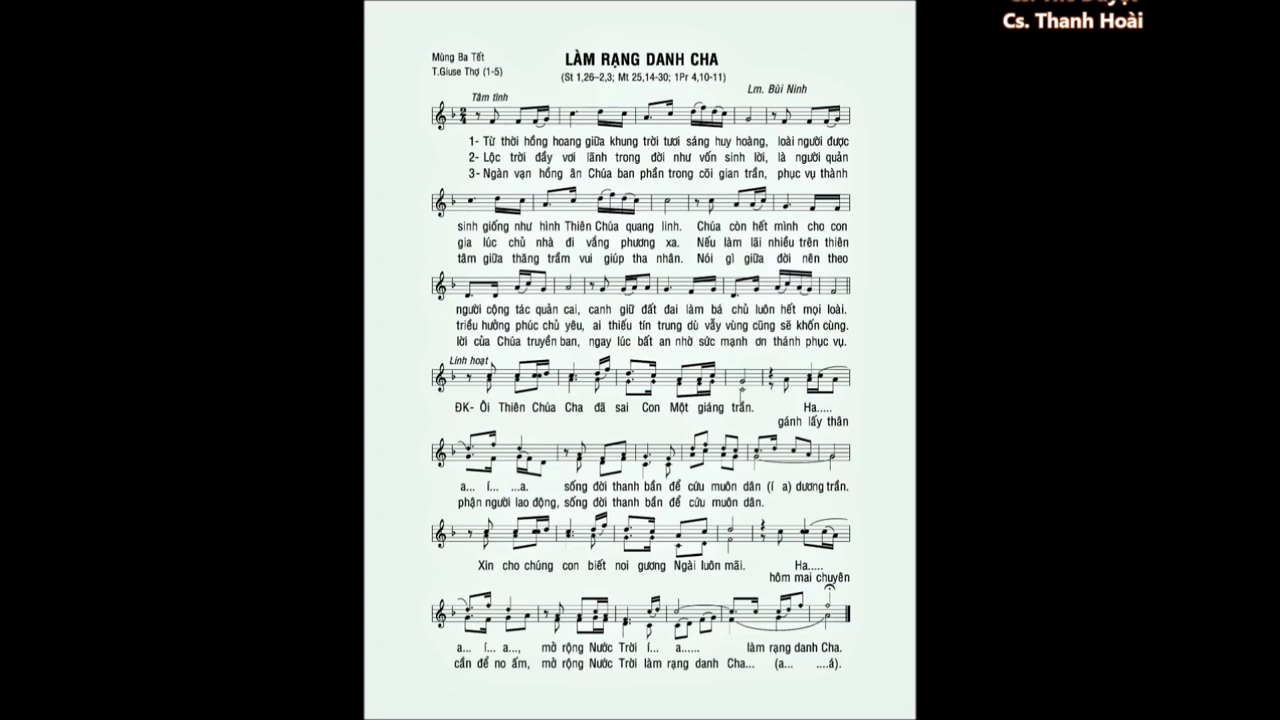 Cs. Thanh Hoài
Mùng Ba Tết
T.Giuse Thợ (1-5)
LÀM RẠNG DANH CHA
(St 1,26–2,3; Mt 25,14-30; 1Pr 4,10-11)
Lm. Bùi Ninh
Tâm tình
1- Từ thời hồng hoang giữa khung trời tươi sáng huy hoàng, loài người được
2- Lộc trời đầy vơi lãnh trong đời như vốn sinh lời, là người quản
3- Ngàn vạn hồng ân Chúa ban phần trong cõi gian trần, phục vụ thành
sinh giống như hình Thiên Chúa quang linh. Chúa còn hết mình cho con
gia lúc chủ nhà đi vắng phương xa. Nếu làm lãi nhiều trên thiên
tâm giữa thăng trầm vui giúp tha nhân. Nói gì giữa đời nên theo
người cộng tác quản cai, canh giữ đất đai làm bá chủ luôn hết mọi loài.
triều hưởng phúc chủ yêu, ai thiếu tín trung dù vẫy vùng cũng sẽ khốn cùng.
lời của Chúa truyền ban, ngay lúc bất an nhờ sức mạnh ơn thánh phục vụ.
Linh hoạt
ĐK- Ôi Thiên Chúa Cha đã sai Con Một giáng trần. Ha.....
gánh lấy thân
a... í... ...a. sống đời thanh bần để cứu muôn dân (í a) dương trần.
phận người lao động, sống đời thanh bần để cứu muôn dân.
Xin cho chúng con biết noi gương Ngài luôn mãi. Ha.....
hôm mai chuyên
a... í... a..., mở rộng Nước Trời í... a...... làm rạng danh Cha.
cần để no ấm, mở rộng Nước Trời làm rạng danh Cha... (a... ....á).